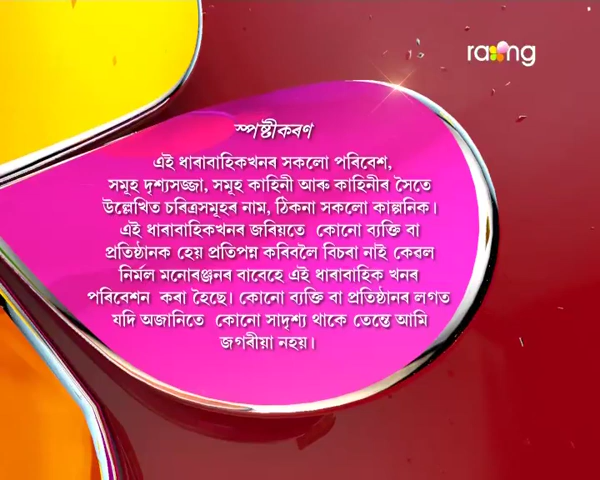 rang
স্পষ্টীকৰণ
এই ধাৰাবাহিকখনৰ সকলো পৰিবেশ,
সমূহ দৃশ্যসজ্জা, সমূহ কাহিনী আৰু কাহিনীৰ সৈতে
উল্লেখিত চৰিত্ৰসমূহৰ নাম, ঠিকনা সকলো কাল্পনিক।
এই ধাৰাবাহিকখনৰ জৰিয়তে কোনো ব্যক্তি বা
প্ৰতিষ্ঠানক হেয় প্ৰতিপন্ন কৰিবলৈ বিচৰা নাই কেৱল
নিৰ্মল মনোৰঞ্জনৰ বাবেহে এই ধাৰাবাহিক খনৰ
পৰিবেশন কৰা হৈছে। কোনো ব্যক্তি বা প্ৰতিষ্ঠানৰ লগত
যদি অজানিতে কোনো সাদৃশ্য থাকে তেন্তে আমি
জগৰীয়া নহয়।